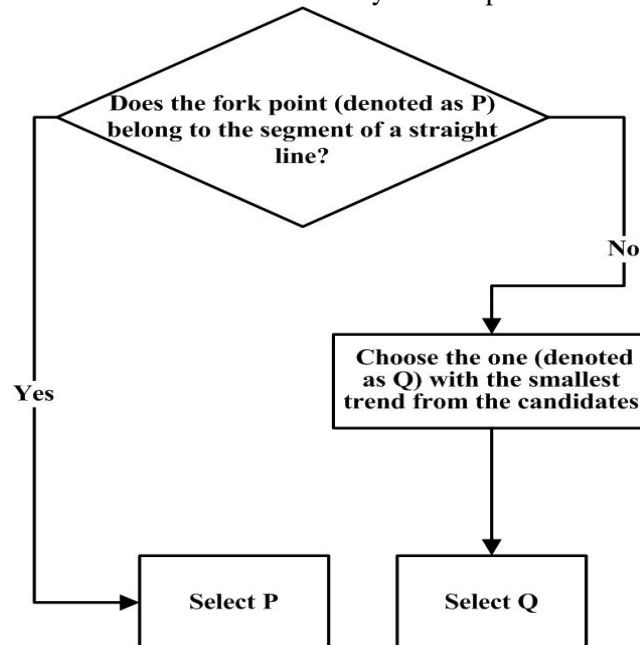 Does the fork point (denoted as P)
belong to the segment of a straight
line?
No
Choose the one (denoted
as Q) with the smallest
trend from the candidates
Yes
Select P
Select Q